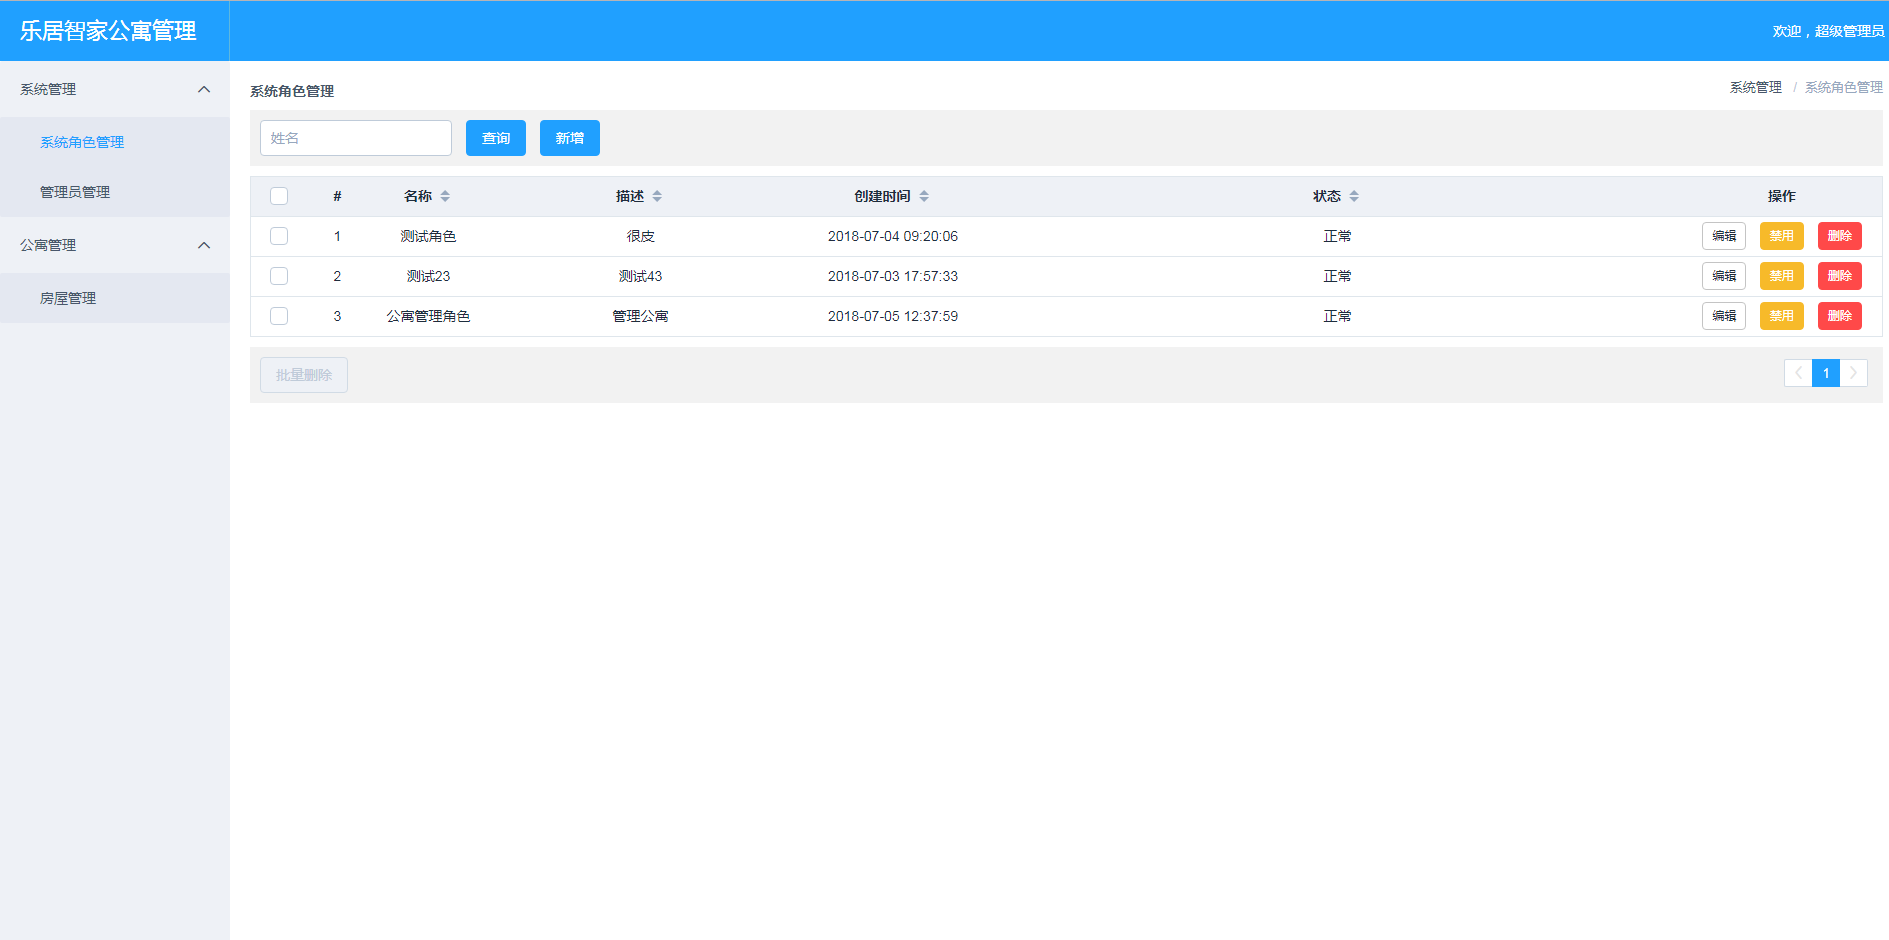 乐居智家公寓管理
欢迎，超级管理员
系统管理
系统角色管理
管理员管理
公寓管理
房屋管理
系统角色管理
系统管理 / 系统角色管理
姓名 查询 新增
# 名称 描述 创建时间 状态 操作
1 测试角色 很皮 2018-07-04 09:20:06 正常 编辑 禁用 删除
2 测试23 测试43 2018-07-03 17:57:33 正常 编辑 禁用 删除
3 公寓管理角色 管理公寓 2018-07-05 12:37:59 正常 编辑 禁用 删除
批量删除 1